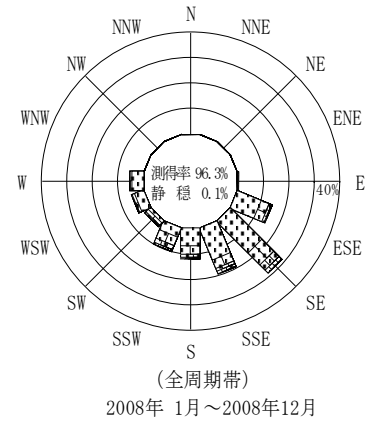 N
NNW NNE
NW NE
WNW ENE
測得率 96.3%
W 40% E
静 穏 0.1%
WSW ESE
SW SE
SSW SSE
S
(全周期帯)
2008年 1月～2008年12月